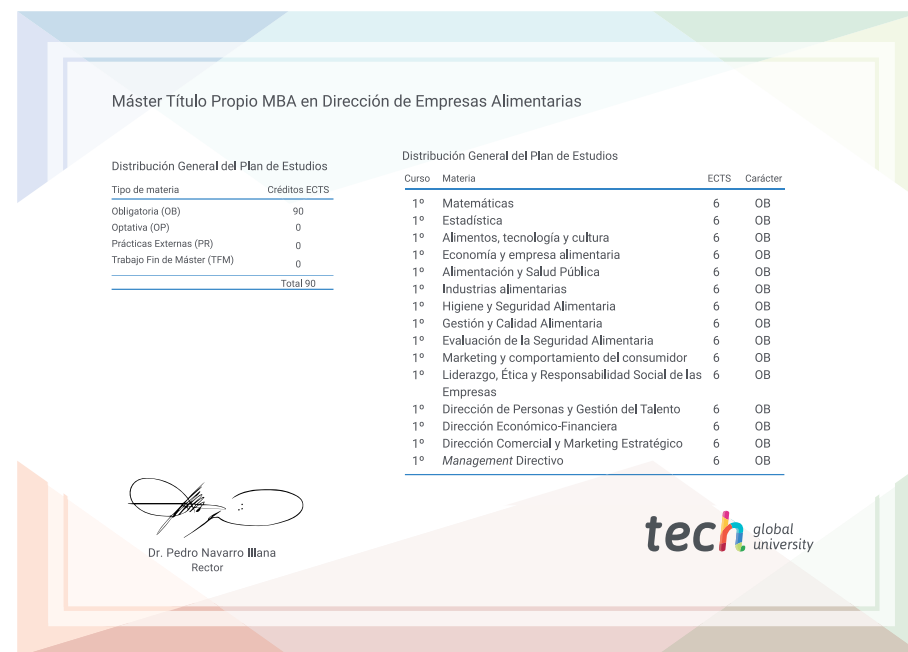 Máster Título Propio MBA en Dirección de Empresas Alimentarias
Distribución General del Plan de Estudios
Tipo de materia Créditos ECTS
Obligatoria (OB) 90
Optativa (OP) 0
Prácticas Externas (PR) 0
Trabajo Fin de Máster (TFM) 0
Total 90
Distribución General del Plan de Estudios
Curso Materia ECTS Carácter
1º Matemáticas 6 OB
1º Estadística 6 OB
1º Alimentos, tecnología y cultura 6 OB
1º Economía y empresa alimentaria 6 OB
1º Alimentación y Salud Pública 6 OB
1º Industrias alimentarias 6 OB
1º Higiene y Seguridad Alimentaria 6 OB
1º Gestión y Calidad Alimentaria 6 OB
1º Evaluación de la Seguridad Alimentaria 6 OB
1º Marketing y comportamiento del consumidor 6 OB
1º Liderazgo, Ética y Responsabilidad Social de las 6 OB
Empresas
1º Dirección de Personas y Gestión del Talento 6 OB
1º Dirección Económico-Financiera 6 OB
1º Dirección Comercial y Marketing Estratégico 6 OB
1º Management Directivo 6 OB
Dr. Pedro Navarro Illana
Rector
tech global
university